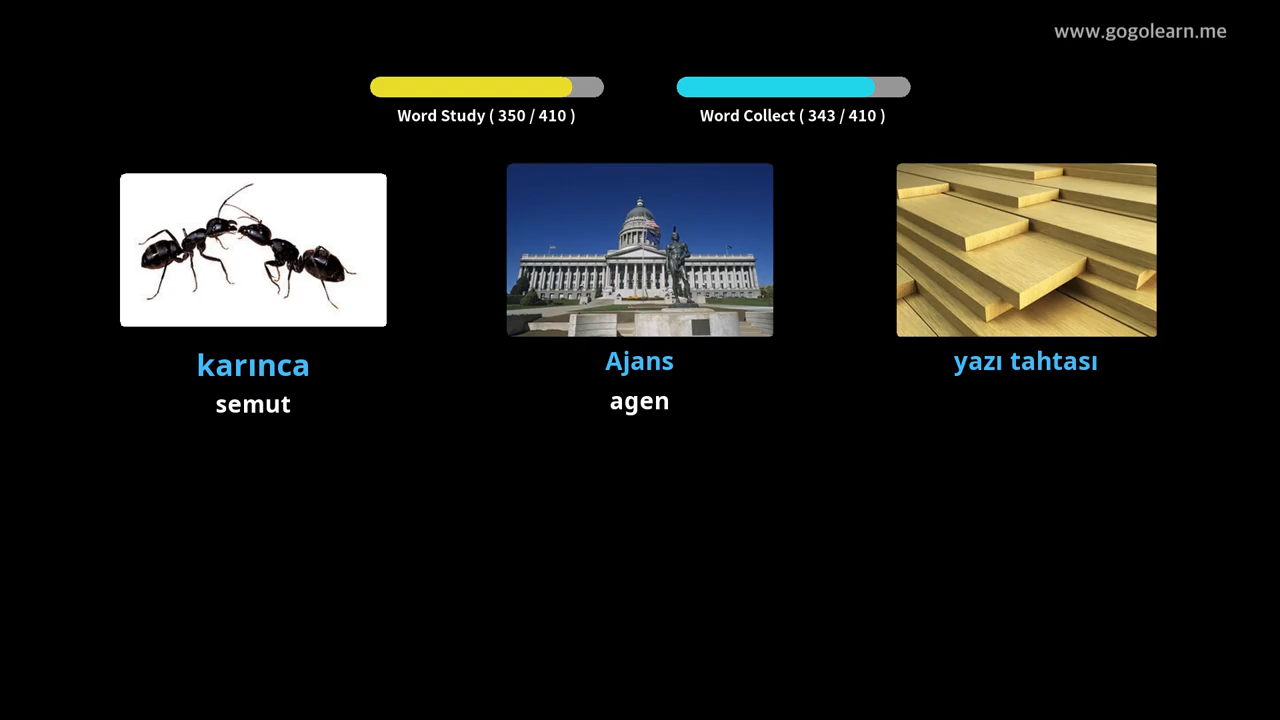 www.gogolearn.me
Word Study ( 350 / 410 )
Word Collect ( 343 / 410 )
karınca
semut
Ajans
agen
yazı tahtası